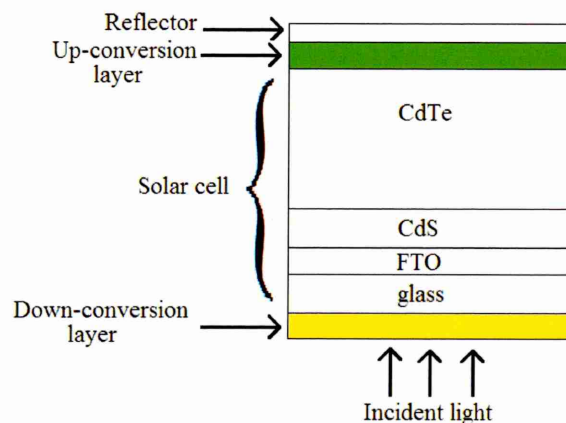 Reflector
Up-conversion
layer
CdTe
Solar cell
CdS
FTO
glass
Down-conversion
layer
Incident light